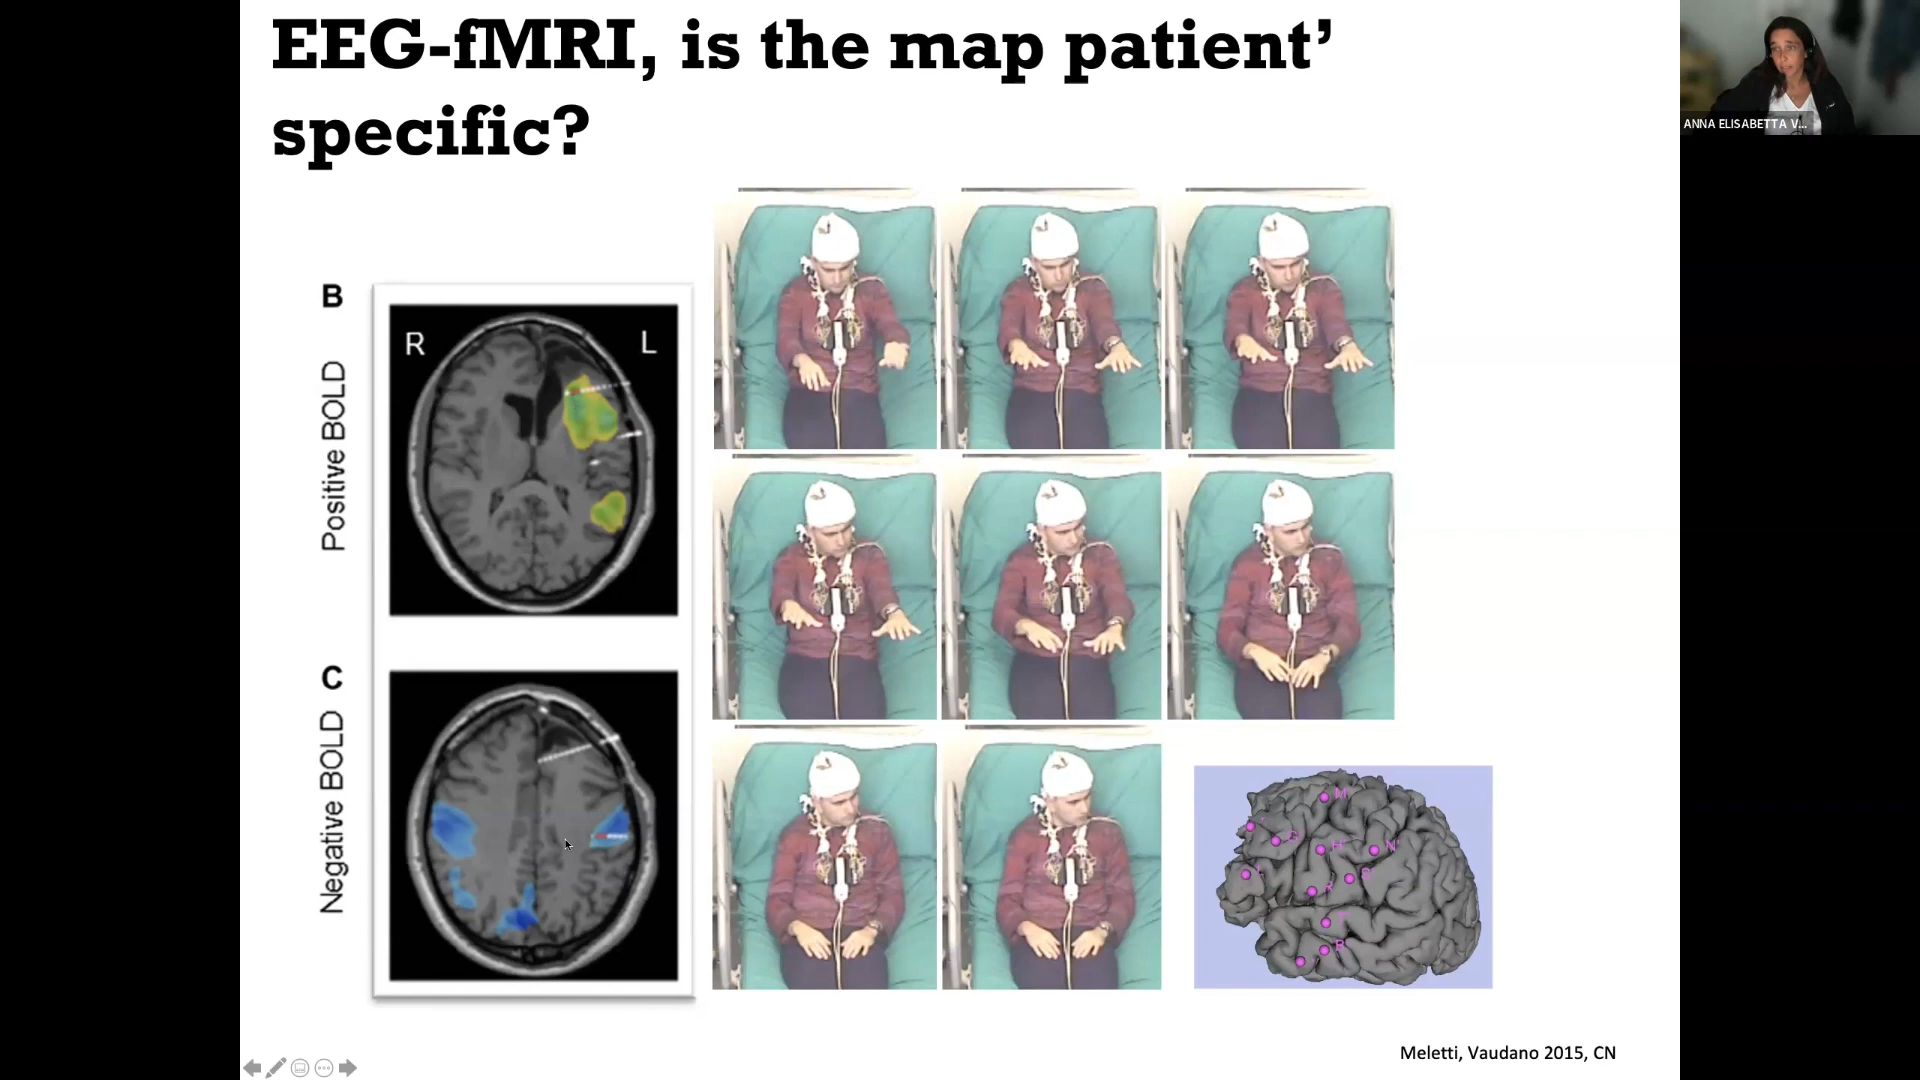 EEG-fMRI, is the map patient’
specific?
ANNA ELISABETTA V...
B
Positive BOLD
R
L
C
Negative BOLD
M
G
H
N'
B
Meletti, Vaudano 2015, CN